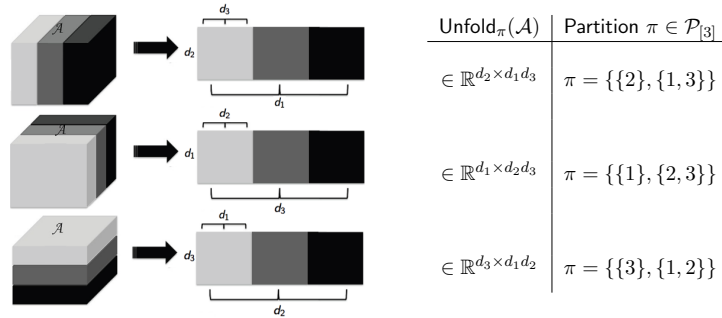 𝒜
d₃
d₂
d₁
𝒜
d₂
d₁
d₃
𝒜
d₁
d₃
d₂
Unfold_π(𝒜) | Partition π ∈ 𝒫_[3]
∈ ℝ^{d₂×d₁d₃} | π = {{2}, {1, 3}}
∈ ℝ^{d₁×d₂d₃} | π = {{1}, {2, 3}}
∈ ℝ^{d₃×d₁d₂} | π = {{3}, {1, 2}}